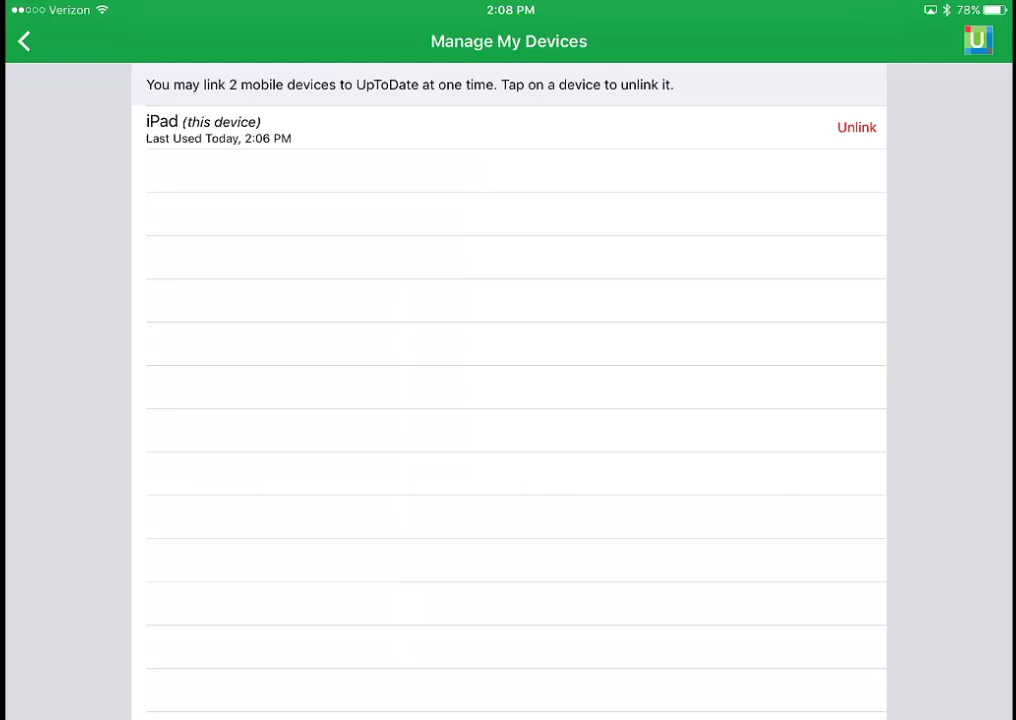 Verizon 2:08 PM 78%
Manage My Devices U
You may link 2 mobile devices to UpToDate at one time. Tap on a device to unlink it.
iPad (this device)
Last Used Today, 2:06 PM
Unlink